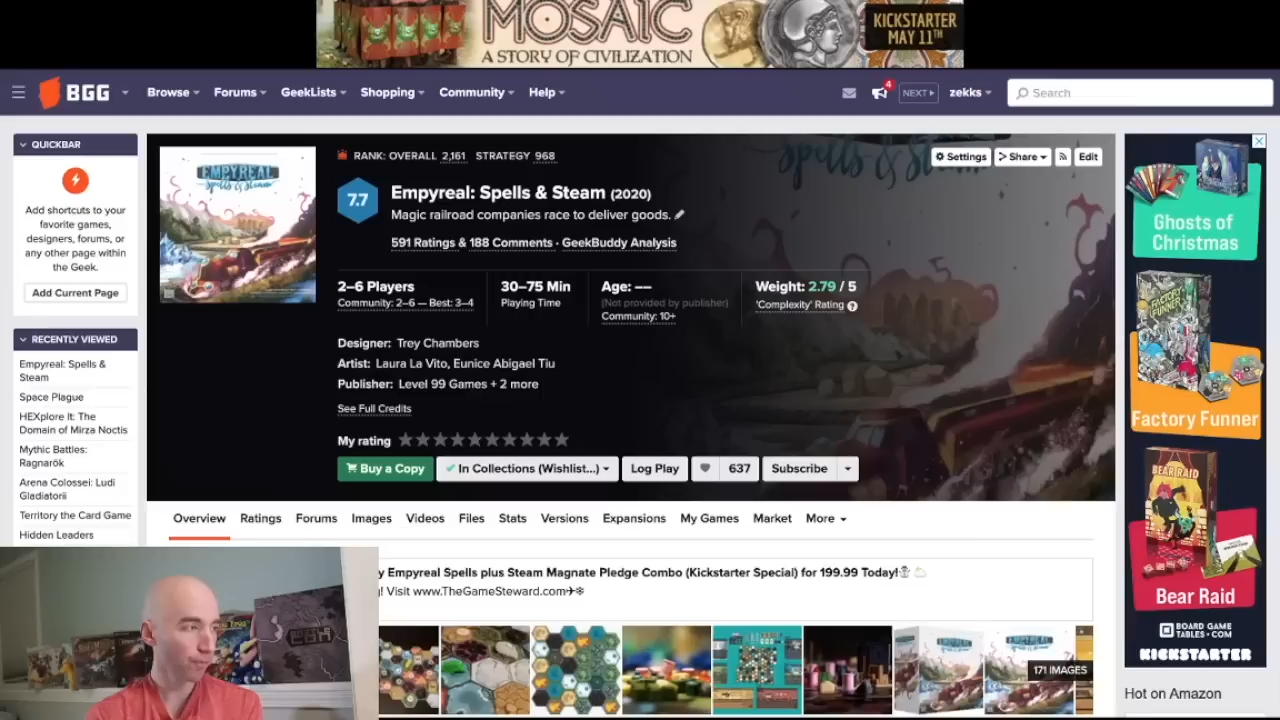 MOSAIC
A STORY OF CIVILIZATION
KICKSTARTER
MAY 11TH
BGG
Browse
Forums
GeekLists
Shopping
Community
Help
4
NEXT
zekks
Search
QUICKBAR
Add shortcuts to your
favorite games,
designers, forums, or
any other page within
the Geek.
Add Current Page
RECENTLY VIEWED
Empyreal: Spells &
Steam
Space Plague
HEXplore It: The
Domain of Mirza Noctis
Mythic Battles:
Ragnarök
Arena Colossei: Ludi
Gladiatorii
Territory the Card Game
Hidden Leaders
EMPYREAL
Spells & Steam
RANK: OVERALL 2,161 STRATEGY 968
Settings
Share
Edit
7.7
Empyreal: Spells & Steam (2020)
Magic railroad companies race to deliver goods.
591 Ratings & 188 Comments · GeekBuddy Analysis
2–6 Players
Community: 2–6 — Best: 3–4
30–75 Min
Playing Time
Age: —–
(Not provided by publisher)
Community: 10+
Weight: 2.79 / 5
'Complexity' Rating
Designer: Trey Chambers
Artist: Laura La Vito, Eunice Abigael Tiu
Publisher: Level 99 Games + 2 more
See Full Credits
My rating
Buy a Copy
In Collections (Wishlist...)
Log Play
637
Subscribe
Overview
Ratings
Forums
Images
Videos
Files
Stats
Versions
Expansions
My Games
Market
More
y Empyreal Spells plus Steam Magnate Pledge Combo (Kickstarter Special) for 199.99 Today!
! Visit www.TheGameSteward.com
171 IMAGES
Ghosts of
Christmas
FACTORY
FUNNER
Factory Funner
BEAR RAID
Bear Raid
BOARD GAME
TABLES·COM
KICKSTARTER
Hot on Amazon